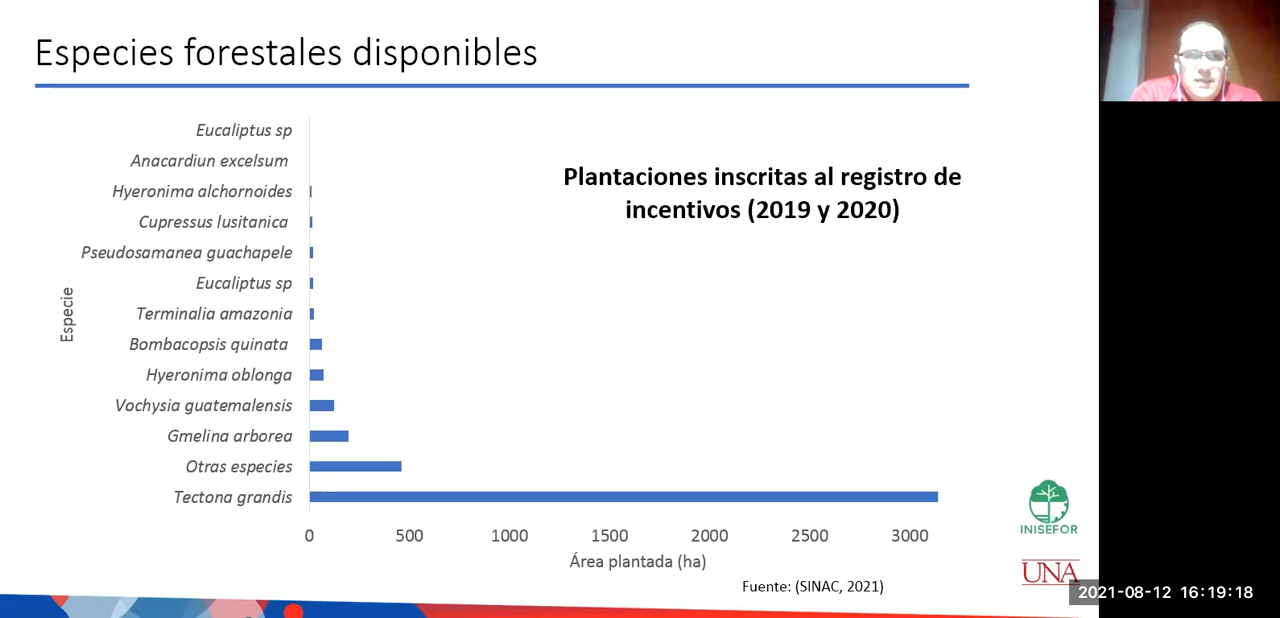 Especies forestales disponibles
Plantaciones inscritas al registro de
incentivos (2019 y 2020)
Especie
Eucaliptus sp
Anacardiun excelsum
Hyeronima alchornoides
Cupressus lusitanica
Pseudosamanea guachapele
Eucaliptus sp
Terminalia amazonia
Bombacopsis quinata
Hyeronima oblonga
Vochysia guatemalensis
Gmelina arborea
Otras especies
Tectona grandis
0 500 1000 1500 2000 2500 3000
Área plantada (ha)
Fuente: (SINAC, 2021)
INISEFOR
UNA
2021-08-12 16:19:18